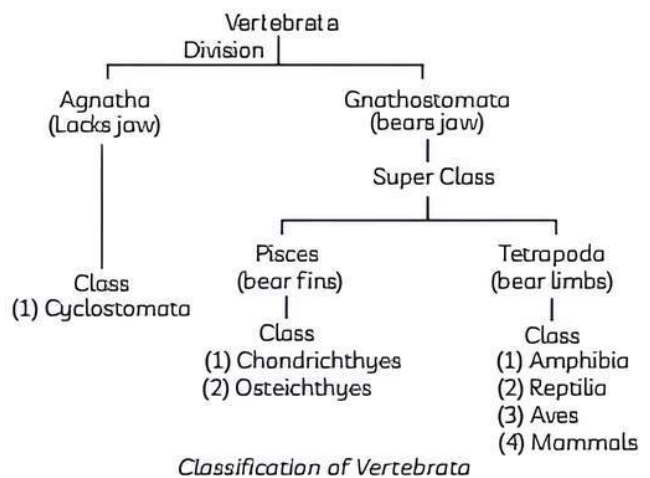 Vertebrata
Division
Agnatha
(Lacks jaw)
Gnathostomata
(bears jaw)
Super Class
Pisces
(bear fins)
Tetrapoda
(bear limbs)
Class
(1) Cyclostomata
Class
(1) Chondrichthyes
(2) Osteichthyes
Class
(1) Amphibia
(2) Reptilia
(3) Aves
(4) Mammals
Classification of Vertebrata